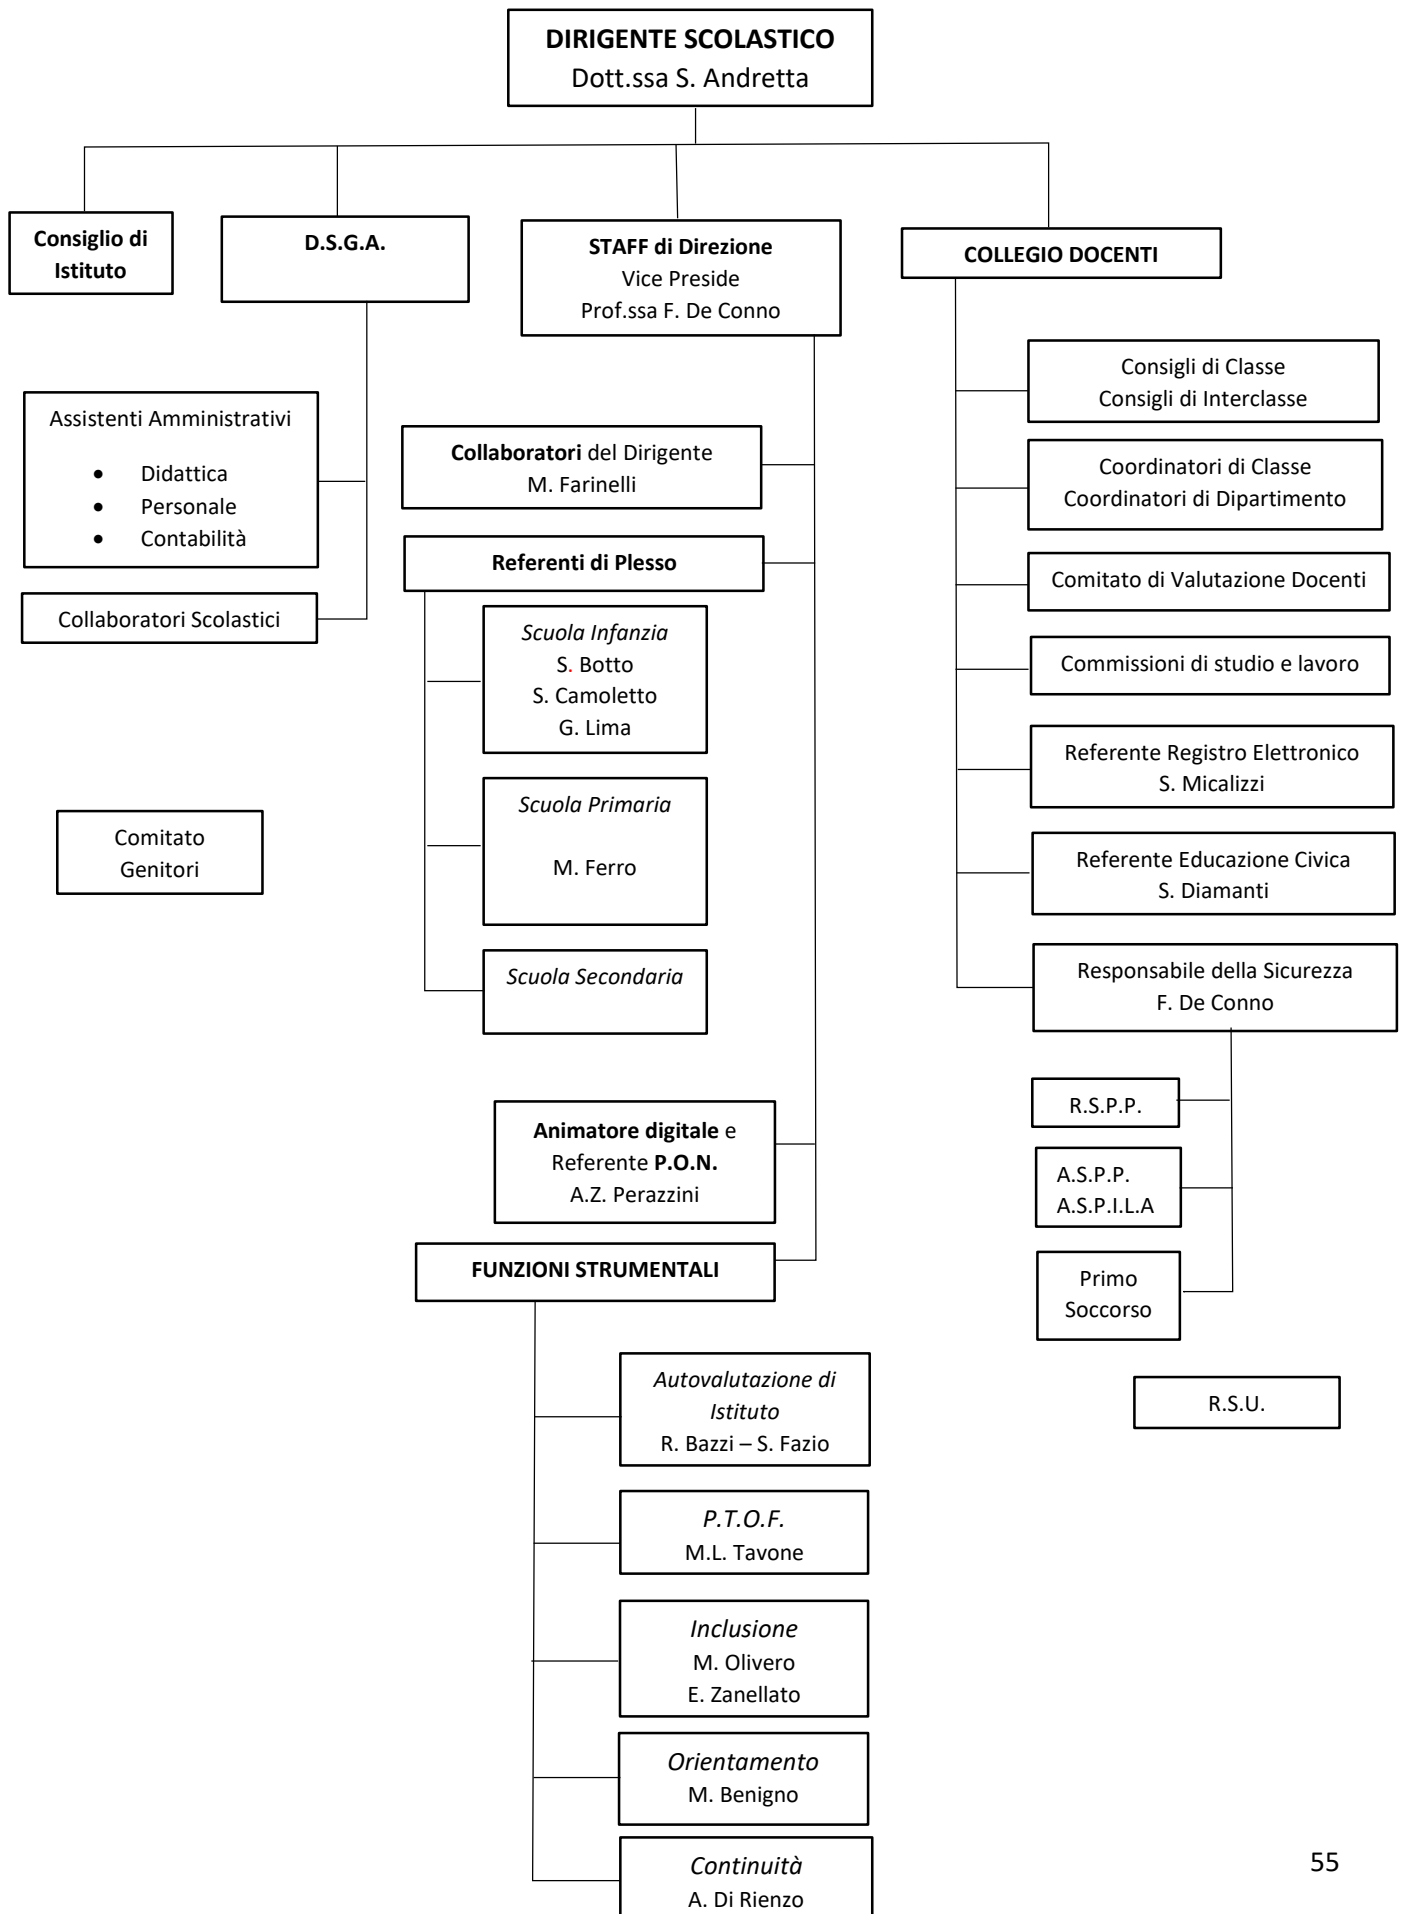 DIRIGENTE SCOLASTICO
Dott.ssa S. Andretta
Consiglio di
Istituto
D.S.G.A.
STAFF di Direzione
Vice Preside
Prof.ssa F. De Conno
COLLEGIO DOCENTI
Assistenti Amministrativi
• Didattica
• Personale
• Contabilità
Collaboratori Scolastici
Comitato
Genitori
Collaboratori del Dirigente
M. Farinelli
Referenti di Plesso
Scuola Infanzia
S. Botto
S. Camoletto
G. Lima
Scuola Primaria
M. Ferro
Scuola Secondaria
Animatore digitale e
Referente P.O.N.
A.Z. Perazzini
FUNZIONI STRUMENTALI
Autovalutazione di
Istituto
R. Bazzi – S. Fazio
P.T.O.F.
M.L. Tavone
Inclusione
M. Olivero
E. Zanellato
Orientamento
M. Benigno
Continuità
A. Di Rienzo
Consigli di Classe
Consigli di Interclasse
Coordinatori di Classe
Coordinatori di Dipartimento
Comitato di Valutazione Docenti
Commissioni di studio e lavoro
Referente Registro Elettronico
S. Micalizzi
Referente Educazione Civica
S. Diamanti
Responsabile della Sicurezza
F. De Conno
R.S.P.P.
A.S.P.P.
A.S.P.I.L.A
Primo
Soccorso
R.S.U.
55